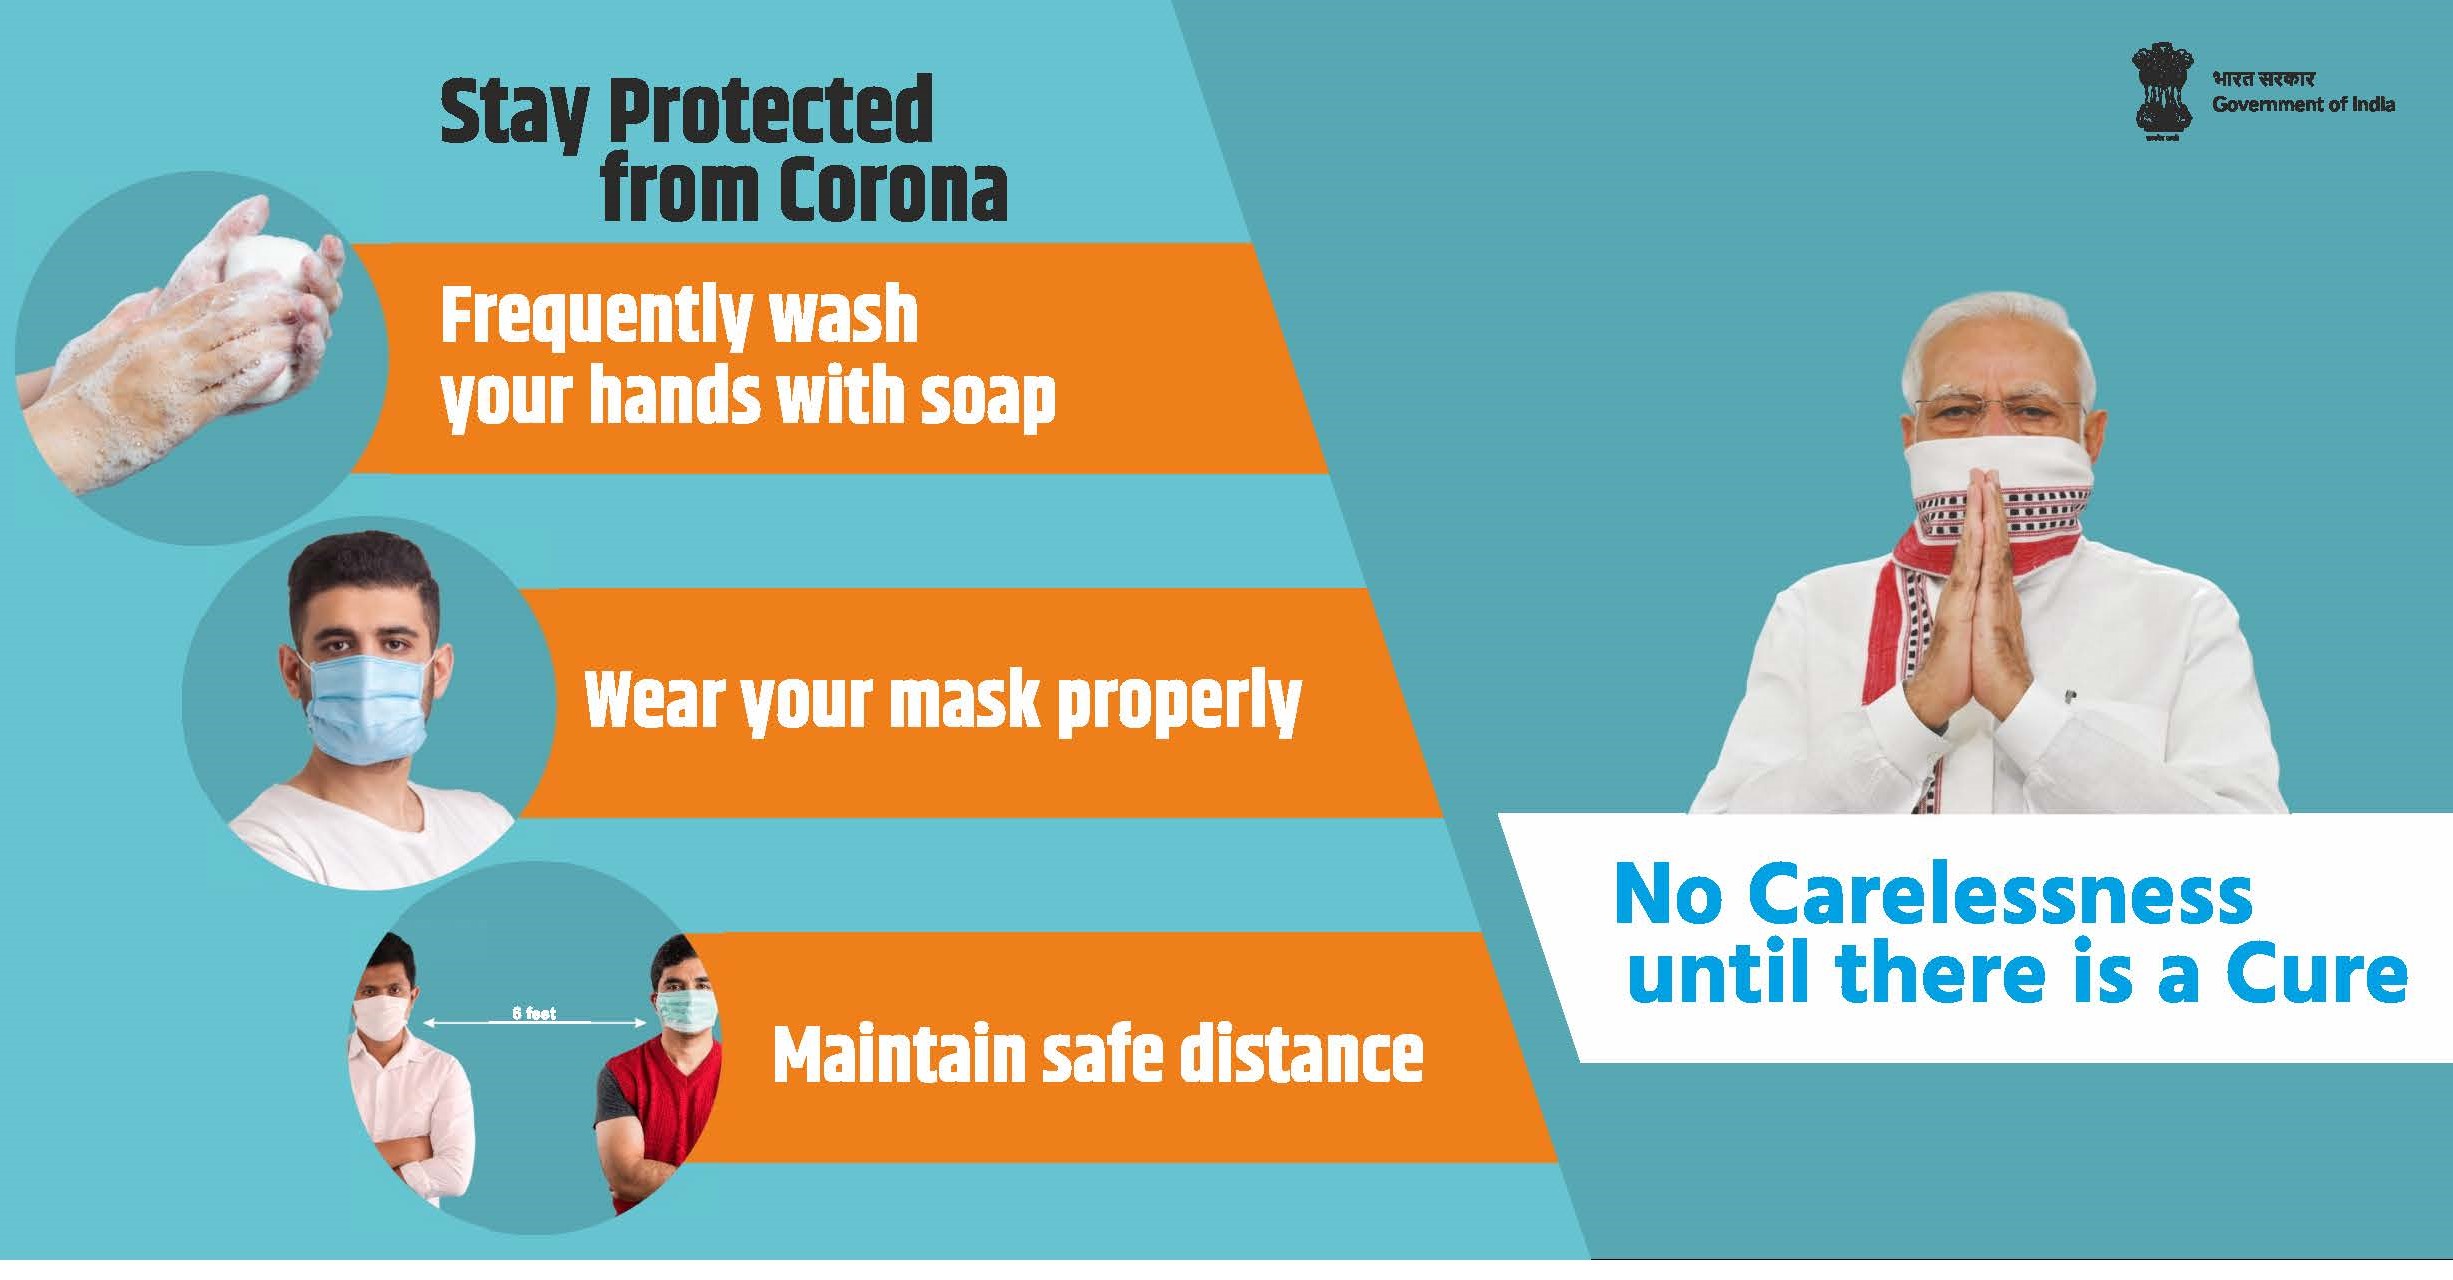 Stay Protected
from Corona
Frequently wash
your hands with soap
Wear your mask properly
6 feet
Maintain safe distance
भारत सरकार
Government of India
No Carelessness
until there is a Cure